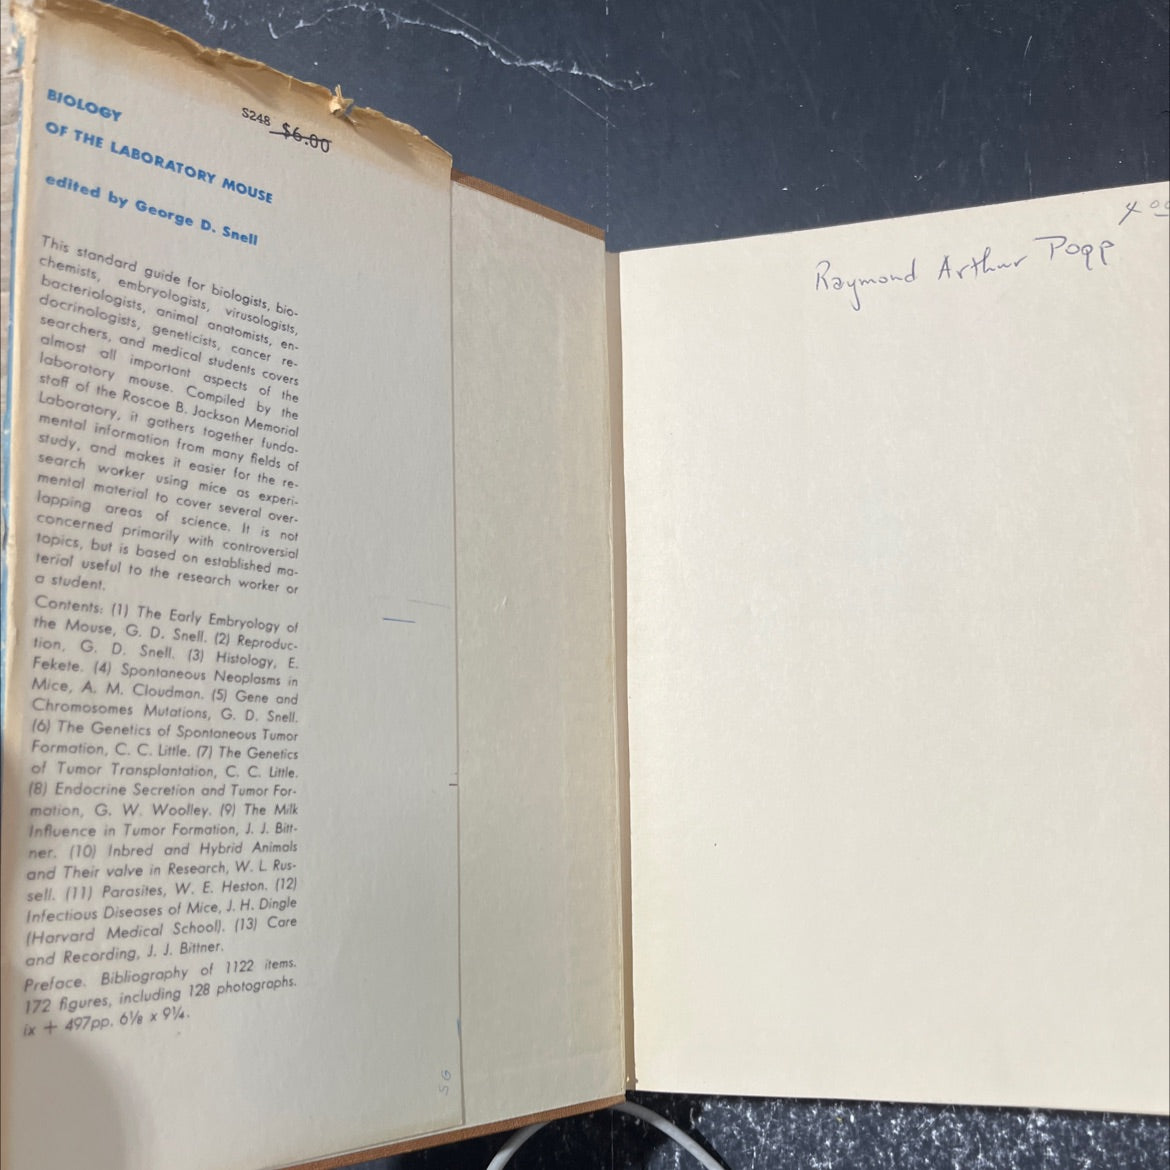 S248 $6.00
BIOLOGY
OF THE LABORATORY MOUSE
edited by George D. Snell
This standard guide for biologists, bio-
chemists, embryologists, virusologists,
bacteriologists, animal anatomists, en-
docrinologists, geneticists, cancer re-
searchers, and medical students covers
almost all important aspects of the
laboratory mouse. Compiled by the
staff of the Roscoe B. Jackson Memorial
Laboratory, it gathers together funda-
mental information from many fields of
study, and makes it easier for the re-
search worker using mice as experi-
mental material to cover several over-
lapping areas of science. It is not
concerned primarily with controversial
topics, but is based on established ma-
terial useful to the research worker or
a student.
Contents: (1) The Early Embryology of
the Mouse, G. D. Snell. (2) Reproduc-
tion, G. D. Snell. (3) Histology, E.
Fekete. (4) Spontaneous Neoplasms in
Mice, A. M. Cloudman. (5) Gene and
Chromosomes Mutations, G. D. Snell.
(6) The Genetics of Spontaneous Tumor
Formation, C. C. Little. (7) The Genetics
of Tumor Transplantation, C. C. Little.
(8) Endocrine Secretion and Tumor For-
mation, G. W. Woolley. (9) The Milk
Influence in Tumor Formation, J. J. Bitt-
ner. (10) Inbred and Hybrid Animals
and Their valve in Research, W. L Rus-
sell. (11) Parasites, W. E. Heston. (12)
Infectious Diseases of Mice, J. H. Dingle
(Harvard Medical School). (13) Care
and Recording, J. J. Bittner.
Preface. Bibliography of 1122 items.
172 figures, including 128 photographs.
ix + 497pp. 6⅛ x 9¼.
Raymond Arthur Popp